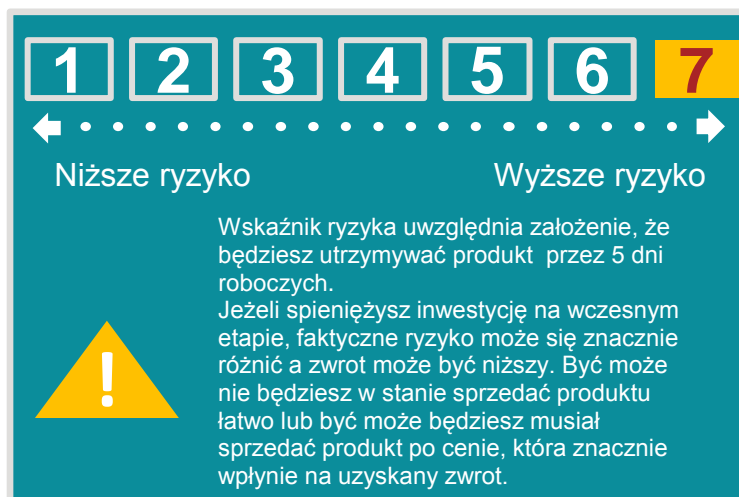 1 2 3 4 5 6 7
Niższe ryzyko Wyższe ryzyko
Wskaźnik ryzyka uwzględnia założenie, że
będziesz utrzymywać produkt przez 5 dni
roboczych.
Jeżeli spieniężysz inwestycję na wczesnym
etapie, faktyczne ryzyko może się znacznie
różnić a zwrot może być niższy. Być może
nie będziesz w stanie sprzedać produktu
łatwo lub być może będziesz musiał
sprzedać produkt po cenie, która znacznie
wpłynie na uzyskany zwrot.
!